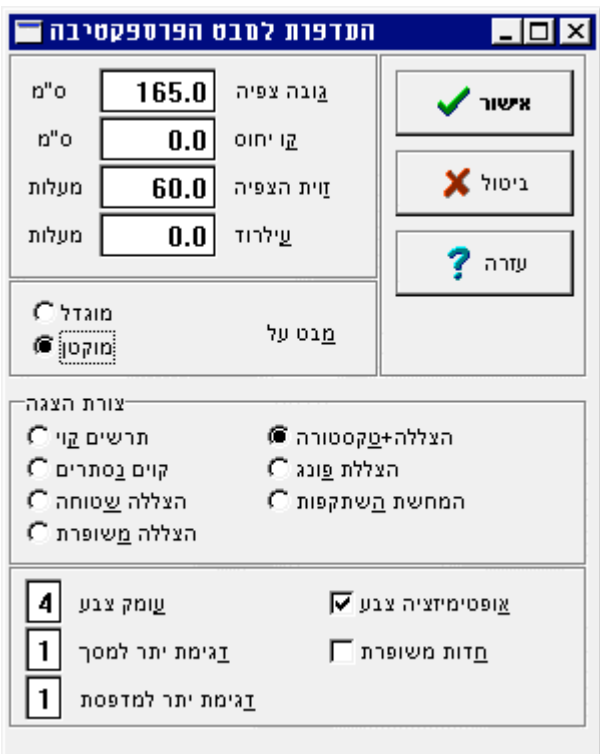 העדפות למבט הפרספקטיבה
גובה צפיה 165.0 ס"מ
קו יחוס 0.0 ס"מ
זוית הצפיה 60.0 מעלות
עילרוד 0.0 מעלות
אישור
ביטול
עזרה
מבט על
מוגדל
מוקטן
צורת הצגה
הצללה+טקסטורה תרשים קוי
הצללת פונג קוים נסתרים
המחשת השתקפות הצללה שטוחה
הצללה משופרת
אופטימיזציה צבע עומק צבע 4
חדות משופרת דגימת יתר למסך 1
דגימת יתר למדפסת 1